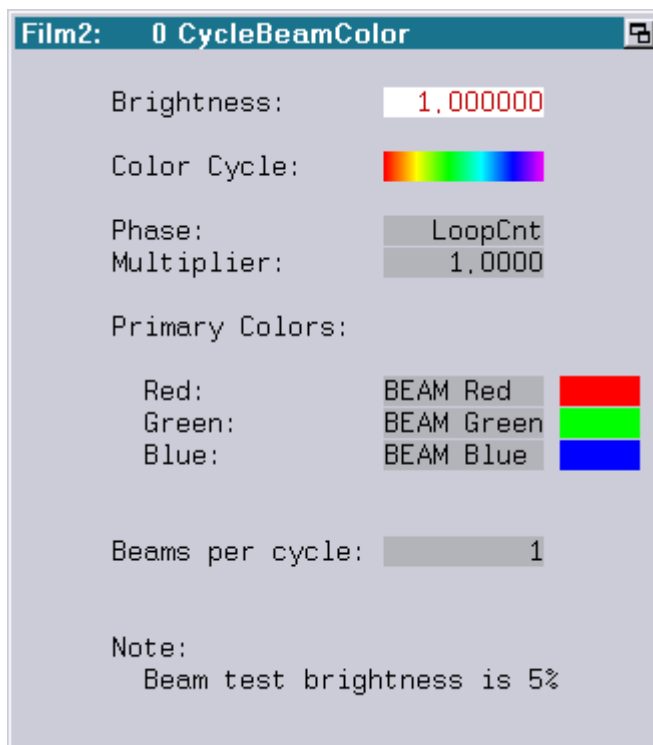 Film2: 0 CycleBeamColor
Brightness: 1.000000
Color Cycle:
Phase: LoopCnt
Multiplier: 1.0000
Primary Colors:
Red: BEAM Red
Green: BEAM Green
Blue: BEAM Blue
Beams per cycle: 1
Note:
Beam test brightness is 5%